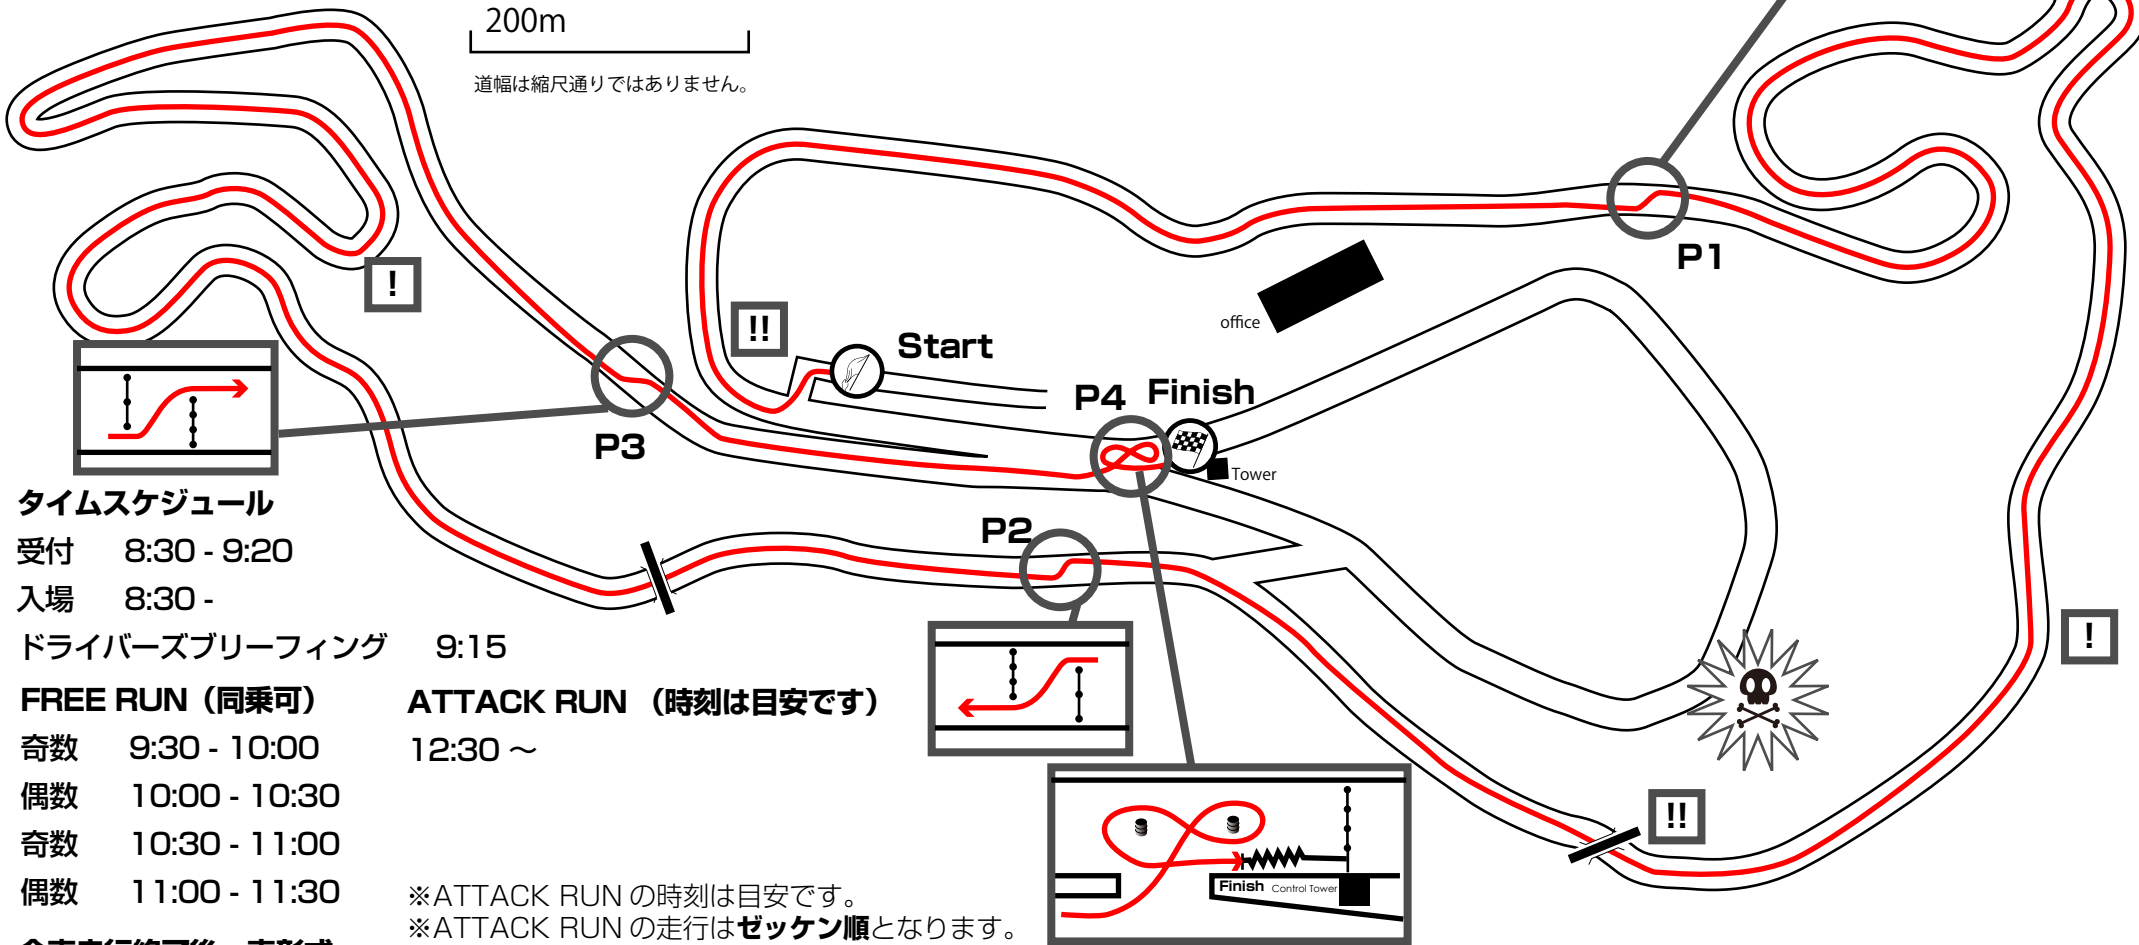 200m
道幅は縮尺通りではありません。
P1
!
!!
Start
office
P4 Finish
P3
Tower
P2
!
!!
タイムスケジュール
受付 8:30 - 9:20
入場 8:30 -
ドライバーズブリーフィング 9:15
FREE RUN（同乗可）
奇数 9:30 - 10:00
偶数 10:00 - 10:30
奇数 10:30 - 11:00
偶数 11:00 - 11:30
ATTACK RUN （時刻は目安です）
12:30 ～
※ATTACK RUN の時刻は目安です。
※ATTACK RUN の走行はゼッケン順となります。
Finish Control Tower